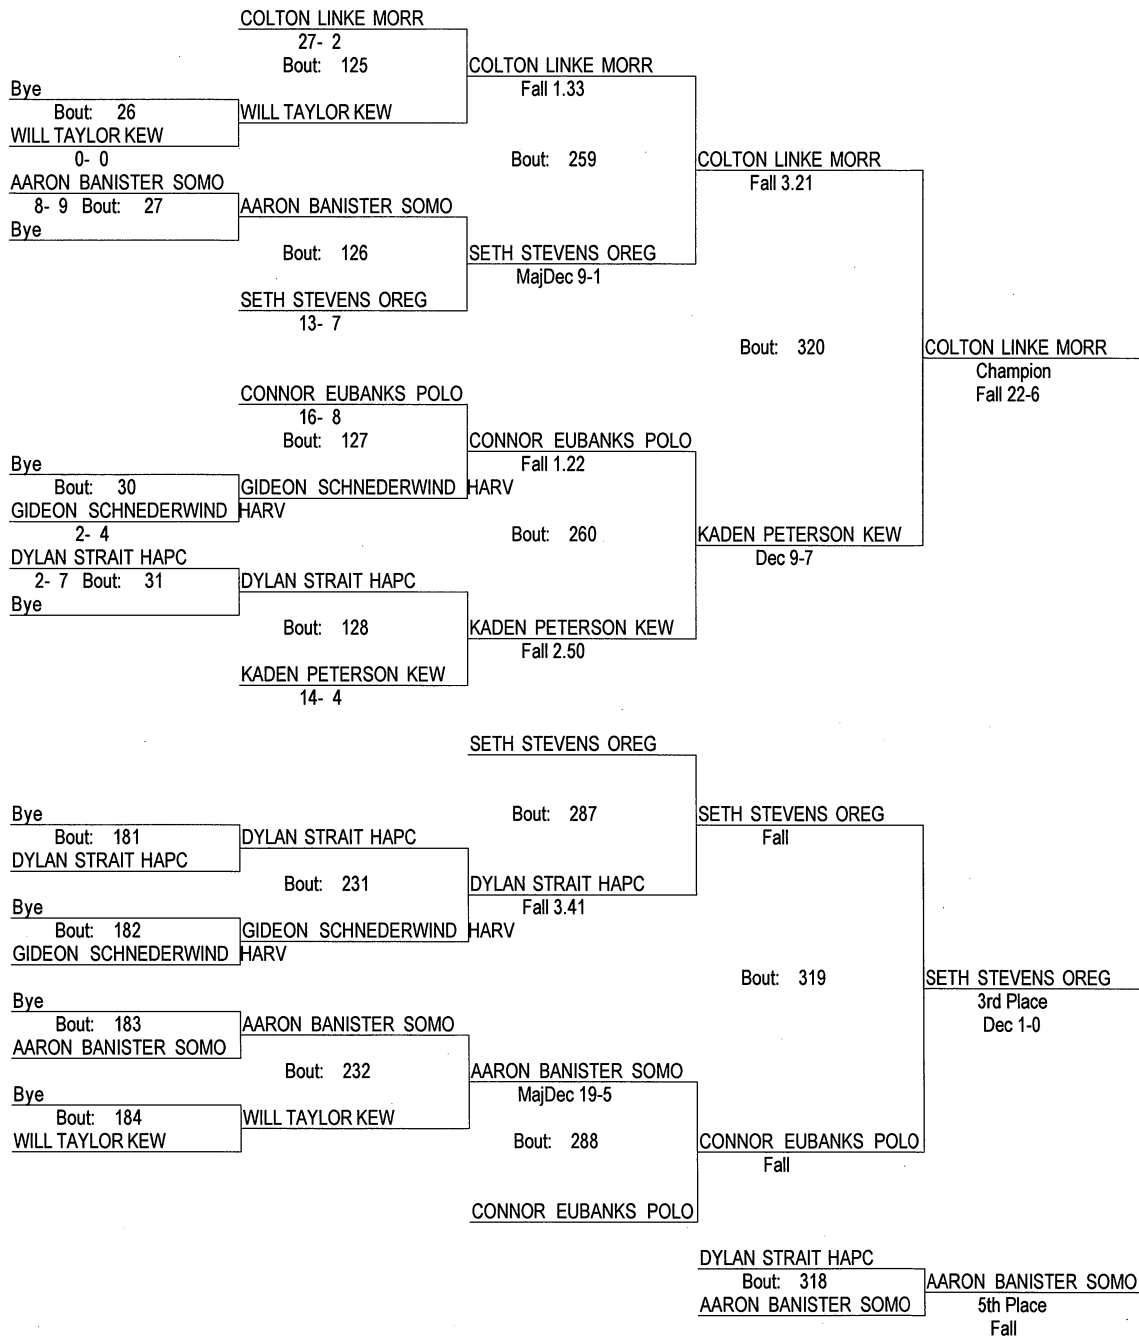 COLTON LINKE MORR
27- 2
Bout: 125
COLTON LINKE MORR
Fall 1.33
Bye
Bout: 26
WILL TAYLOR KEW
WILL TAYLOR KEW
0- 0
Bout: 259
COLTON LINKE MORR
Fall 3.21
AARON BANISTER SOMO
8- 9 Bout: 27
AARON BANISTER SOMO
Bye
Bout: 126
SETH STEVENS OREG
MajDec 9-1
SETH STEVENS OREG
13- 7
Bout: 320
COLTON LINKE MORR
Champion
Fall 22-6
CONNOR EUBANKS POLO
16- 8
Bout: 127
CONNOR EUBANKS POLO
Fall 1.22
Bye
Bout: 30
GIDEON SCHNEDERWIND HARV
GIDEON SCHNEDERWIND HARV
2- 4
Bout: 260
KADEN PETERSON KEW
Dec 9-7
DYLAN STRAIT HAPC
2- 7 Bout: 31
DYLAN STRAIT HAPC
Bye
Bout: 128
KADEN PETERSON KEW
Fall 2.50
KADEN PETERSON KEW
14- 4
SETH STEVENS OREG
Bout: 287
SETH STEVENS OREG
Fall
Bye
Bout: 181
DYLAN STRAIT HAPC
DYLAN STRAIT HAPC
Bout: 231
DYLAN STRAIT HAPC
Fall 3.41
Bye
Bout: 182
GIDEON SCHNEDERWIND HARV
GIDEON SCHNEDERWIND HARV
Bout: 319
SETH STEVENS OREG
3rd Place
Dec 1-0
Bye
Bout: 183
AARON BANISTER SOMO
AARON BANISTER SOMO
Bout: 232
AARON BANISTER SOMO
MajDec 19-5
Bye
Bout: 184
WILL TAYLOR KEW
WILL TAYLOR KEW
Bout: 288
CONNOR EUBANKS POLO
Fall
CONNOR EUBANKS POLO
DYLAN STRAIT HAPC
Bout: 318
AARON BANISTER SOMO
AARON BANISTER SOMO
5th Place
Fall